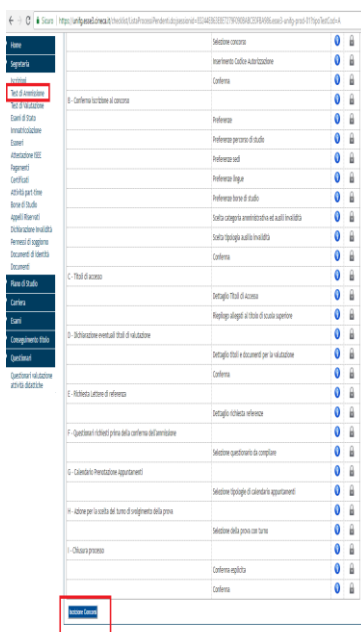 Sicuro
Home
Segreteria
Iscrizioni
Test di Ammissione
Test di Valutazione
Esami di Stato
Immatricolazione
Esoneri
Attestazione ISEE
Pagamenti
Certificati
Attività part-time
Borse di Studio
Appelli Riservati
Dichiarazione Invalidità
Permessi di soggiorno
Documenti di identità
Documenti
Piano di Studio
Carriera
Esami
Conseguimento titolo
Questionari
Questionari valutazione
attività didattiche
Selezione concorso
Inserimento Codice Autorizzazione
Conferma
B - Conferma iscrizione al concorso
Preferenze
Preferenze percorso di studio
Preferenze sedi
Preferenze lingue
Preferenze borse di studio
Scelta categoria amministrativa ed ausili invalidità
Scelta tipologia ausilio invalidità
Conferma
C - Titoli di accesso
Dettaglio Titoli di Accesso
Riepilogo allegati al titolo di scuola superiore
D - Dichiarazione eventuali titoli di valutazione
Dettaglio titoli e documenti per la valutazione
Conferma
E - Richiesta Lettere di referenza
Dettaglio richiesta referenze
F - Questionari richiesti prima della conferma dell'ammissione
Selezione questionario da compilare
G - Calendario Prenotazione Appuntamenti
Selezione tipologie di calendario appuntamenti
H - Azione per la scelta del turno di svolgimento della prova
Selezione della prova con turno
I - Chiusura processo
Conferma esplicita
Conferma
Iscrizione Concorsi